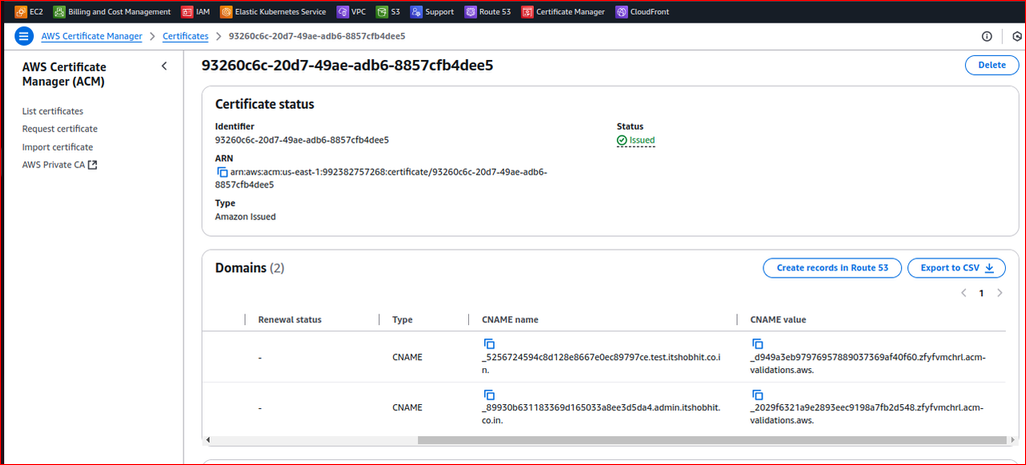 EC2 Billing and Cost Management IAM Elastic Kubernetes Service VPC S3 Support Route 53 Certificate Manager CloudFront
AWS Certificate Manager > Certificates > 93260c6c-20d7-49ae-adb6-8857cfb4dee5
AWS Certificate
Manager (ACM)
List certificates
Request certificate
Import certificate
AWS Private CA
93260c6c-20d7-49ae-adb6-8857cfb4dee5
Delete
Certificate status
Identifier
93260c6c-20d7-49ae-adb6-8857cfb4dee5
Status
Issued
ARN
arn:aws:acm:us-east-1:992382757268:certificate/93260c6c-20d7-49ae-adb6-
8857cfb4dee5
Type
Amazon Issued
Domains (2)
Create records in Route 53
Export to CSV
1
Renewal status Type CNAME name CNAME value
- CNAME
_5256724594c8d128e8667e0ec89797ce.test.itshobhit.co.i
n.
_d949a3eb97976957889037369af40f60.zfyfvmchrl.acm-
validations.aws.
- CNAME
_89930b631183369d165033a8ee3d5da4.admin.itshobhit.
co.in.
_2029f6321a9e2893eec9198a7fb2d548.zfyfvmchrl.acm-
validations.aws.